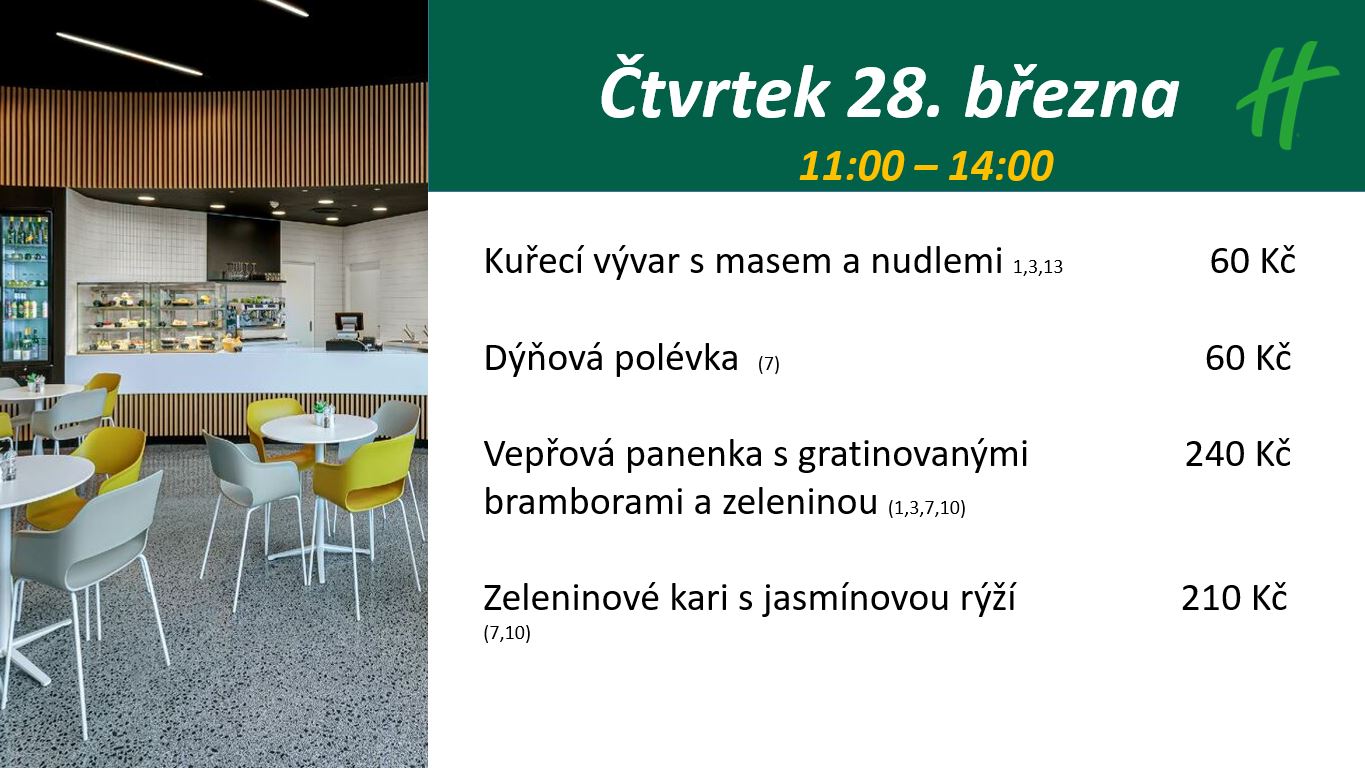 Čtvrtek 28. března
11:00 – 14:00
Kuřecí vývar s masem a nudlemi 1,3,13 60 Kč
Dýňová polévka (7) 60 Kč
Vepřová panenka s gratinovanými 240 Kč
bramborami a zeleninou (1,3,7,10)
Zeleninové kari s jasmínovou rýží 210 Kč
(7,10)